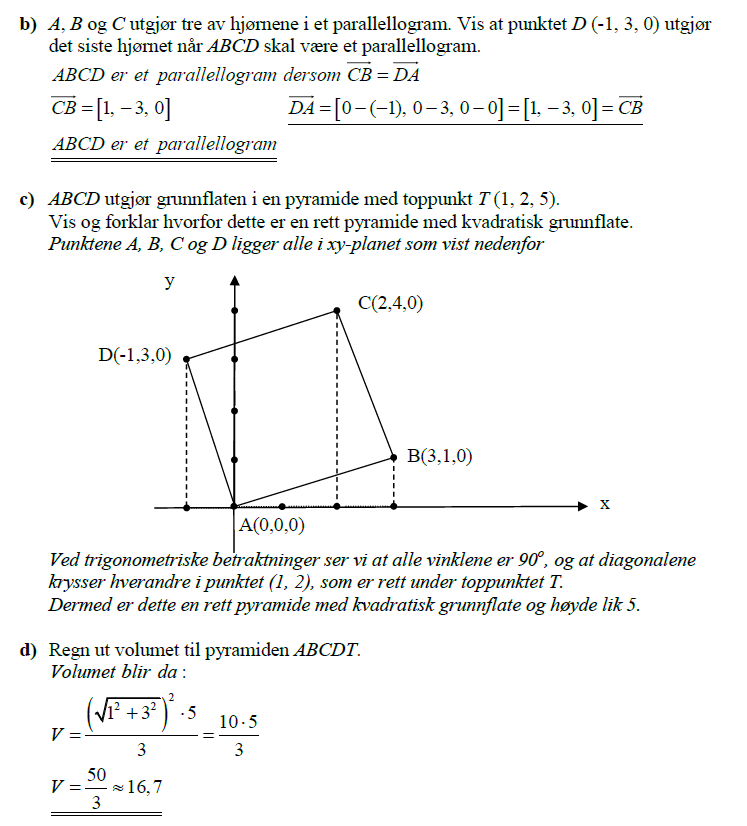 b) A, B og C utgjør tre av hjørnene i et parallellogram. Vis at punktet D (-1, 3, 0) utgjør
det siste hjørnet når ABCD skal være et parallellogram.
ABCD er et parallellogram dersom $\overrightarrow{CB} = \overrightarrow{DA}$
$\overrightarrow{CB} = [1, -3, 0]$ $\overrightarrow{DA} = [0-(-1), 0-3, 0-0] = [1, -3, 0] = \overrightarrow{CB}$
ABCD er et parallellogram
c) ABCD utgjør grunnflaten i en pyramide med toppunkt T (1, 2, 5).
Vis og forklar hvorfor dette er en rett pyramide med kvadratisk grunnflate.
Punktene A, B, C og D ligger alle i xy-planet som vist nedenfor
y
C(2,4,0)
D(-1,3,0)
B(3,1,0)
x
A(0,0,0)
Ved trigonometriske betraktninger ser vi at alle vinklene er 90°, og at diagonalene
krysser hverandre i punktet (1, 2), som er rett under toppunktet T.
Dermed er dette en rett pyramide med kvadratisk grunnflate og høyde lik 5.
d) Regn ut volumet til pyramiden ABCDT.
Volumet blir da :
$V = \frac{\left(\sqrt{1^2+3^2}\right)^2 \cdot 5}{3} = \frac{10 \cdot 5}{3}$
$V = \frac{50}{3} \approx 16,7$